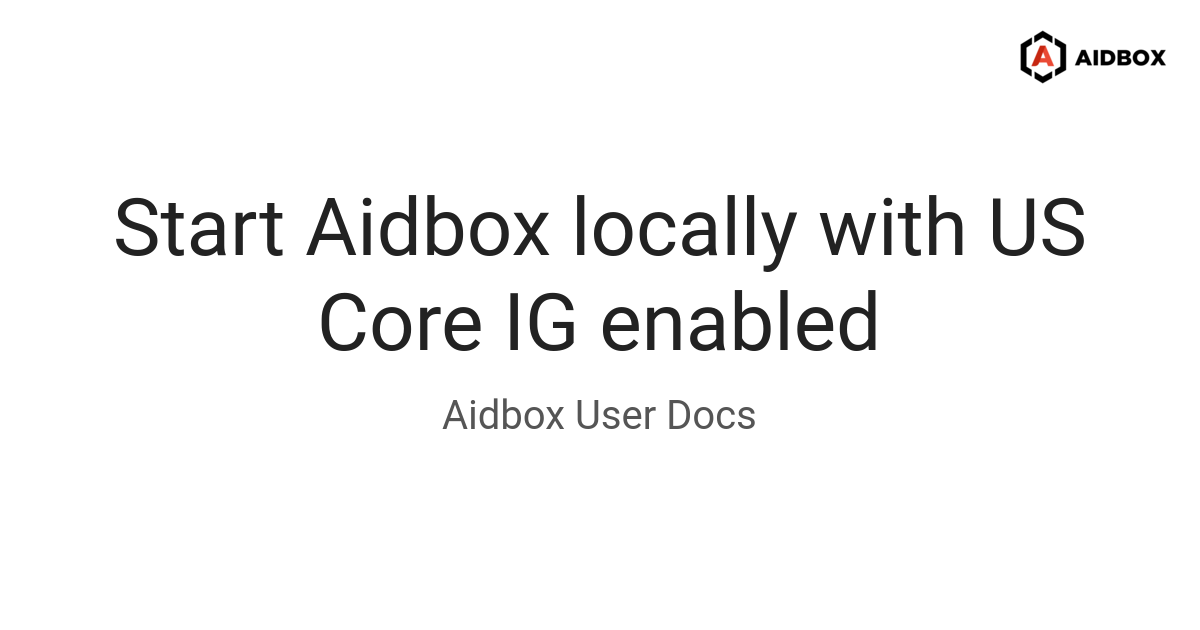 AIDBOX
Start Aidbox locally with US
Core IG enabled
Aidbox User Docs